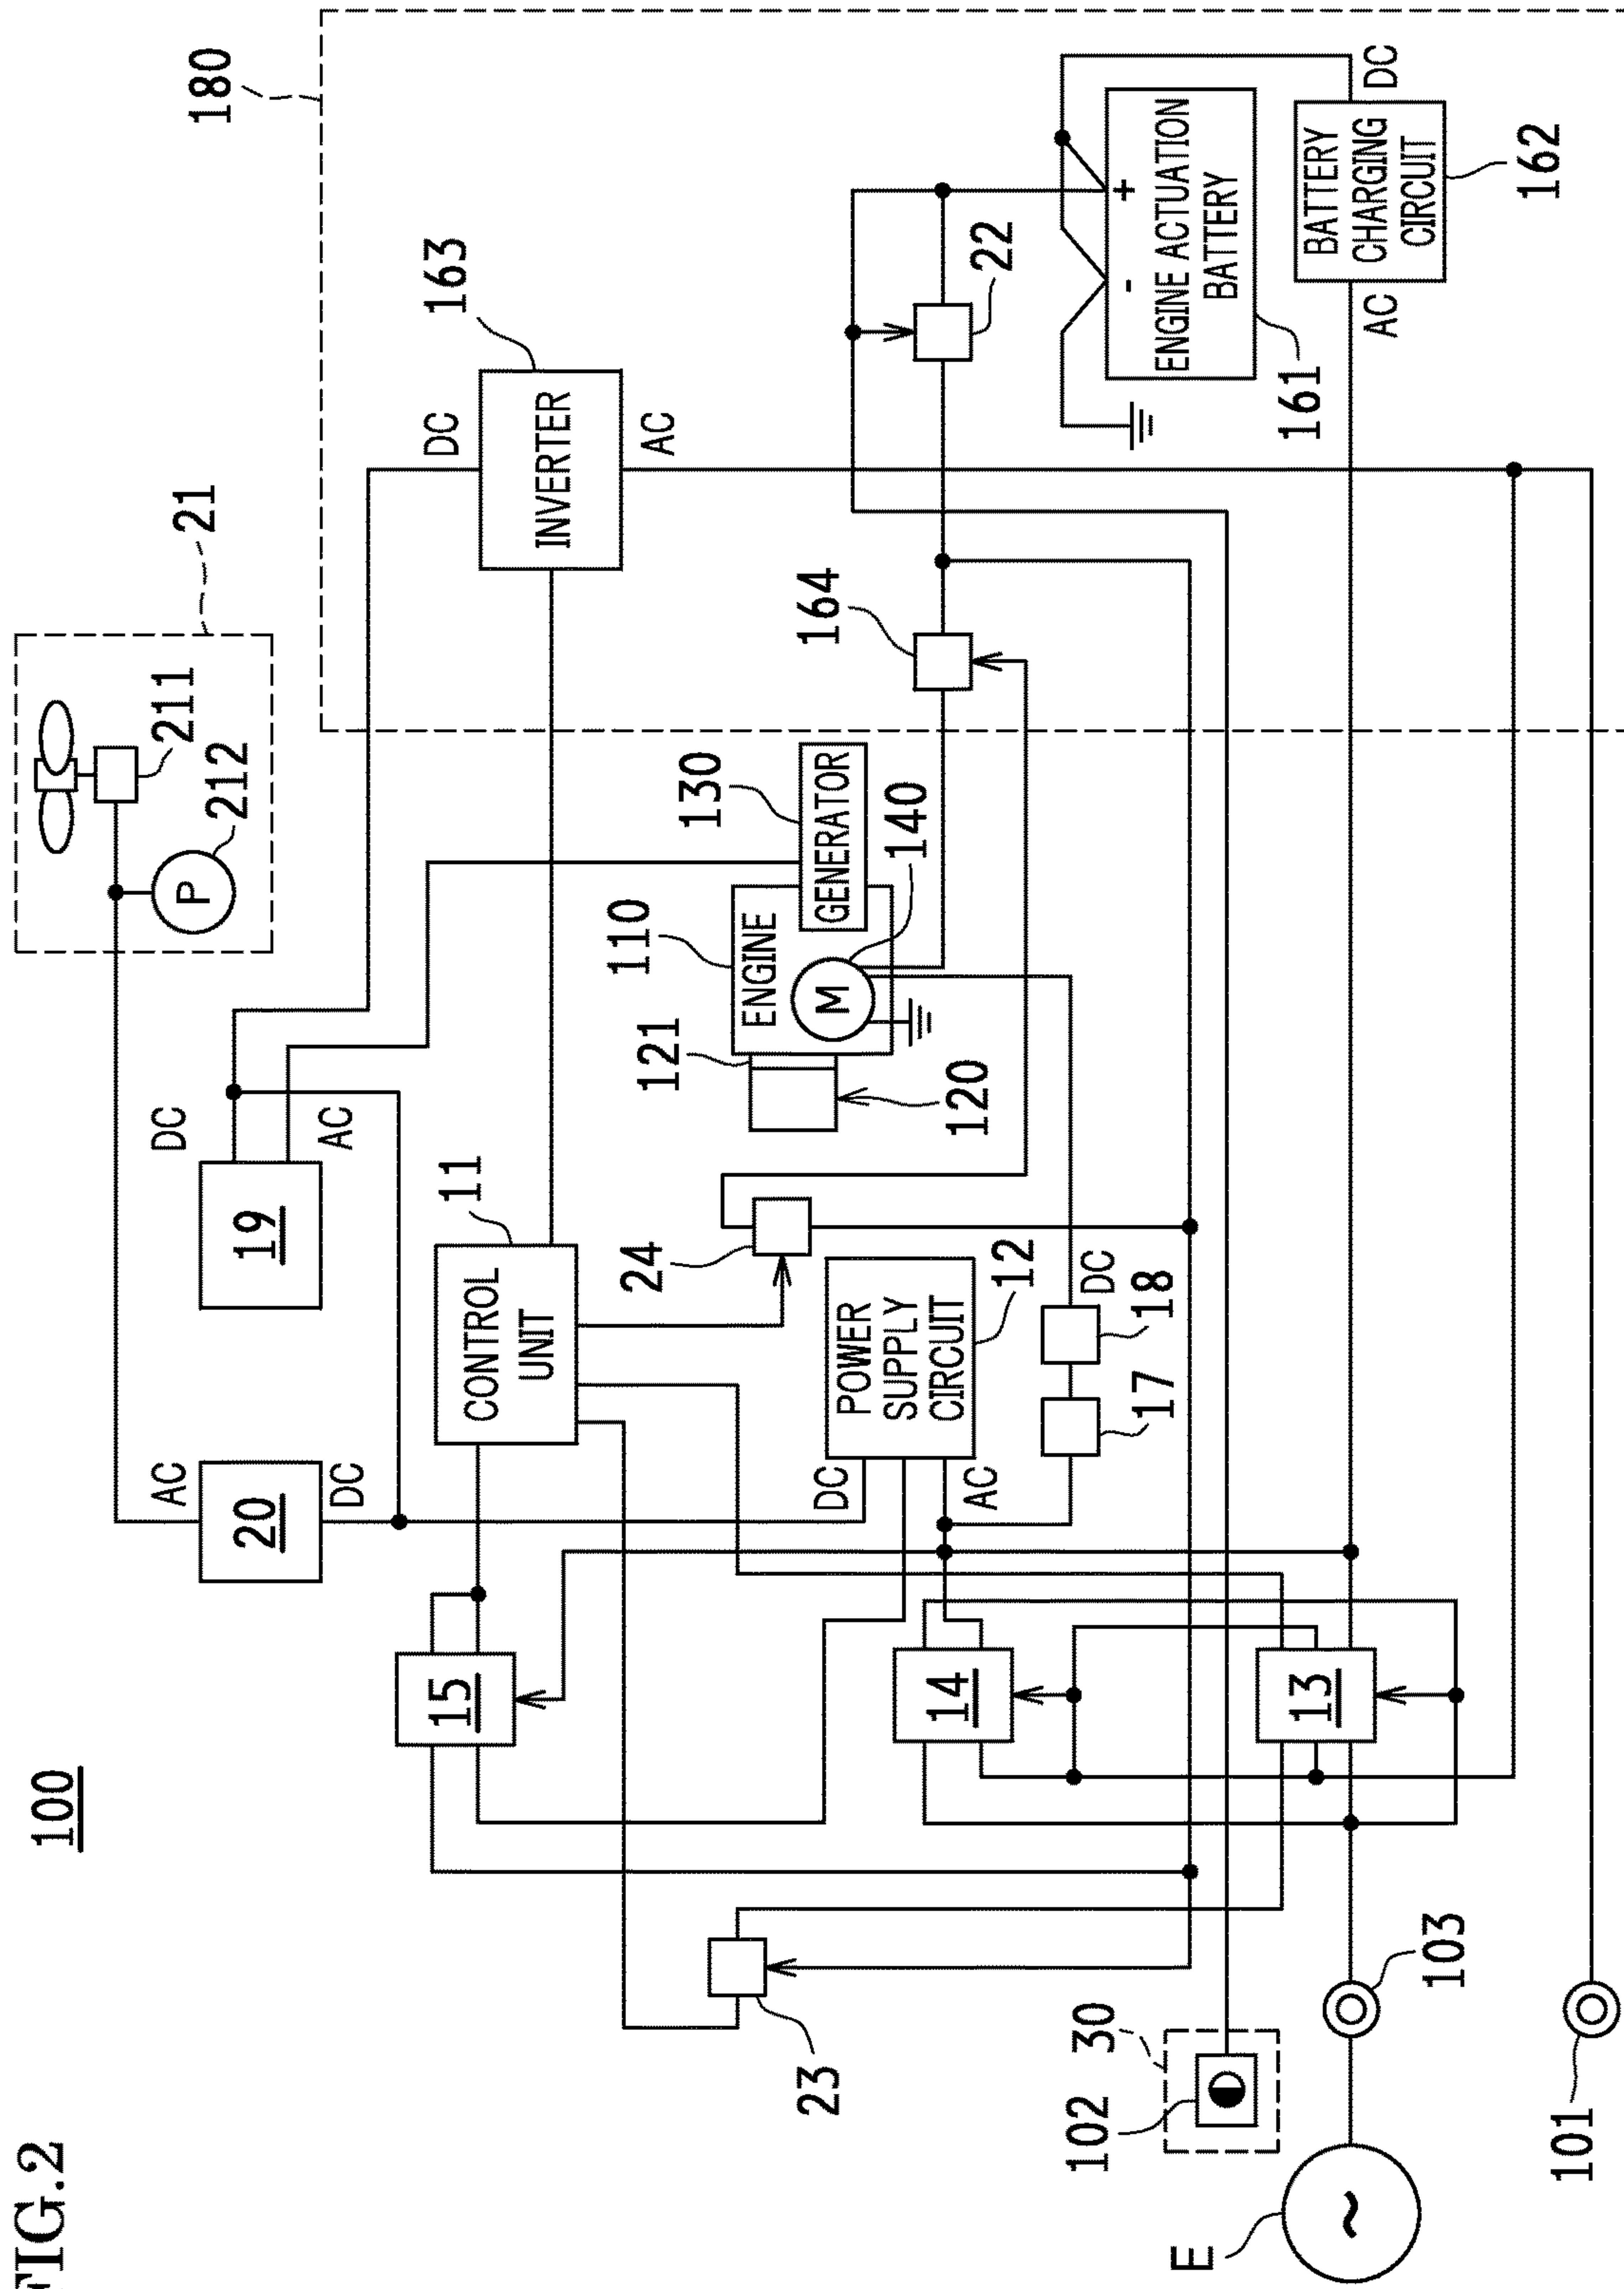 FIG.2
100
180
21
211
212
P
163
DC
INVERTER
AC
DC
19
AC
AC
20
DC
11
CONTROL
UNIT
15
24
110
ENGINE
130
GENERATOR
140
M
121
120
164
22
+
-
ENGINE ACTUATION
BATTERY
161
DC
BATTERY
CHARGING
CIRCUIT
AC
162
DC
POWER
SUPPLY
CIRCUIT
AC
12
DC
18
17
14
13
23
30
102
103
101
E
~